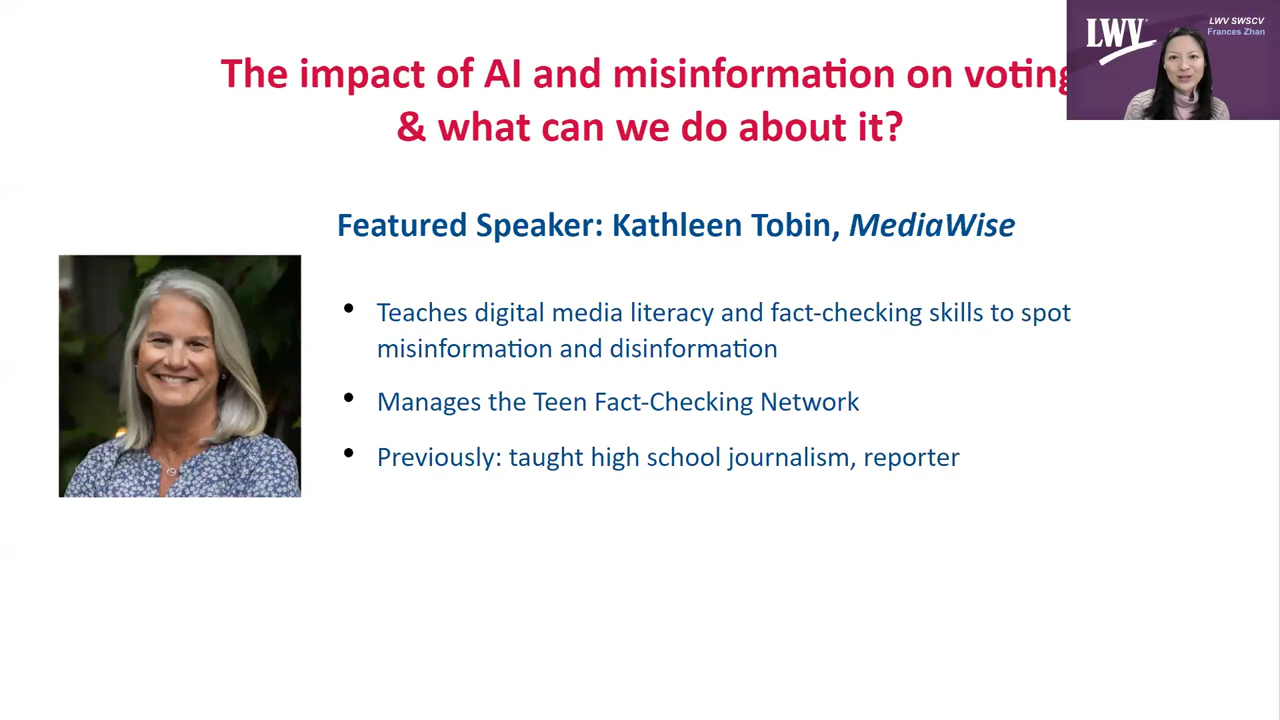 The impact of AI and misinformation on voting
& what can we do about it?
LWV
LWV SWSCV
Frances Zhan
Featured Speaker: Kathleen Tobin, MediaWise
• Teaches digital media literacy and fact-checking skills to spot
misinformation and disinformation
• Manages the Teen Fact-Checking Network
• Previously: taught high school journalism, reporter